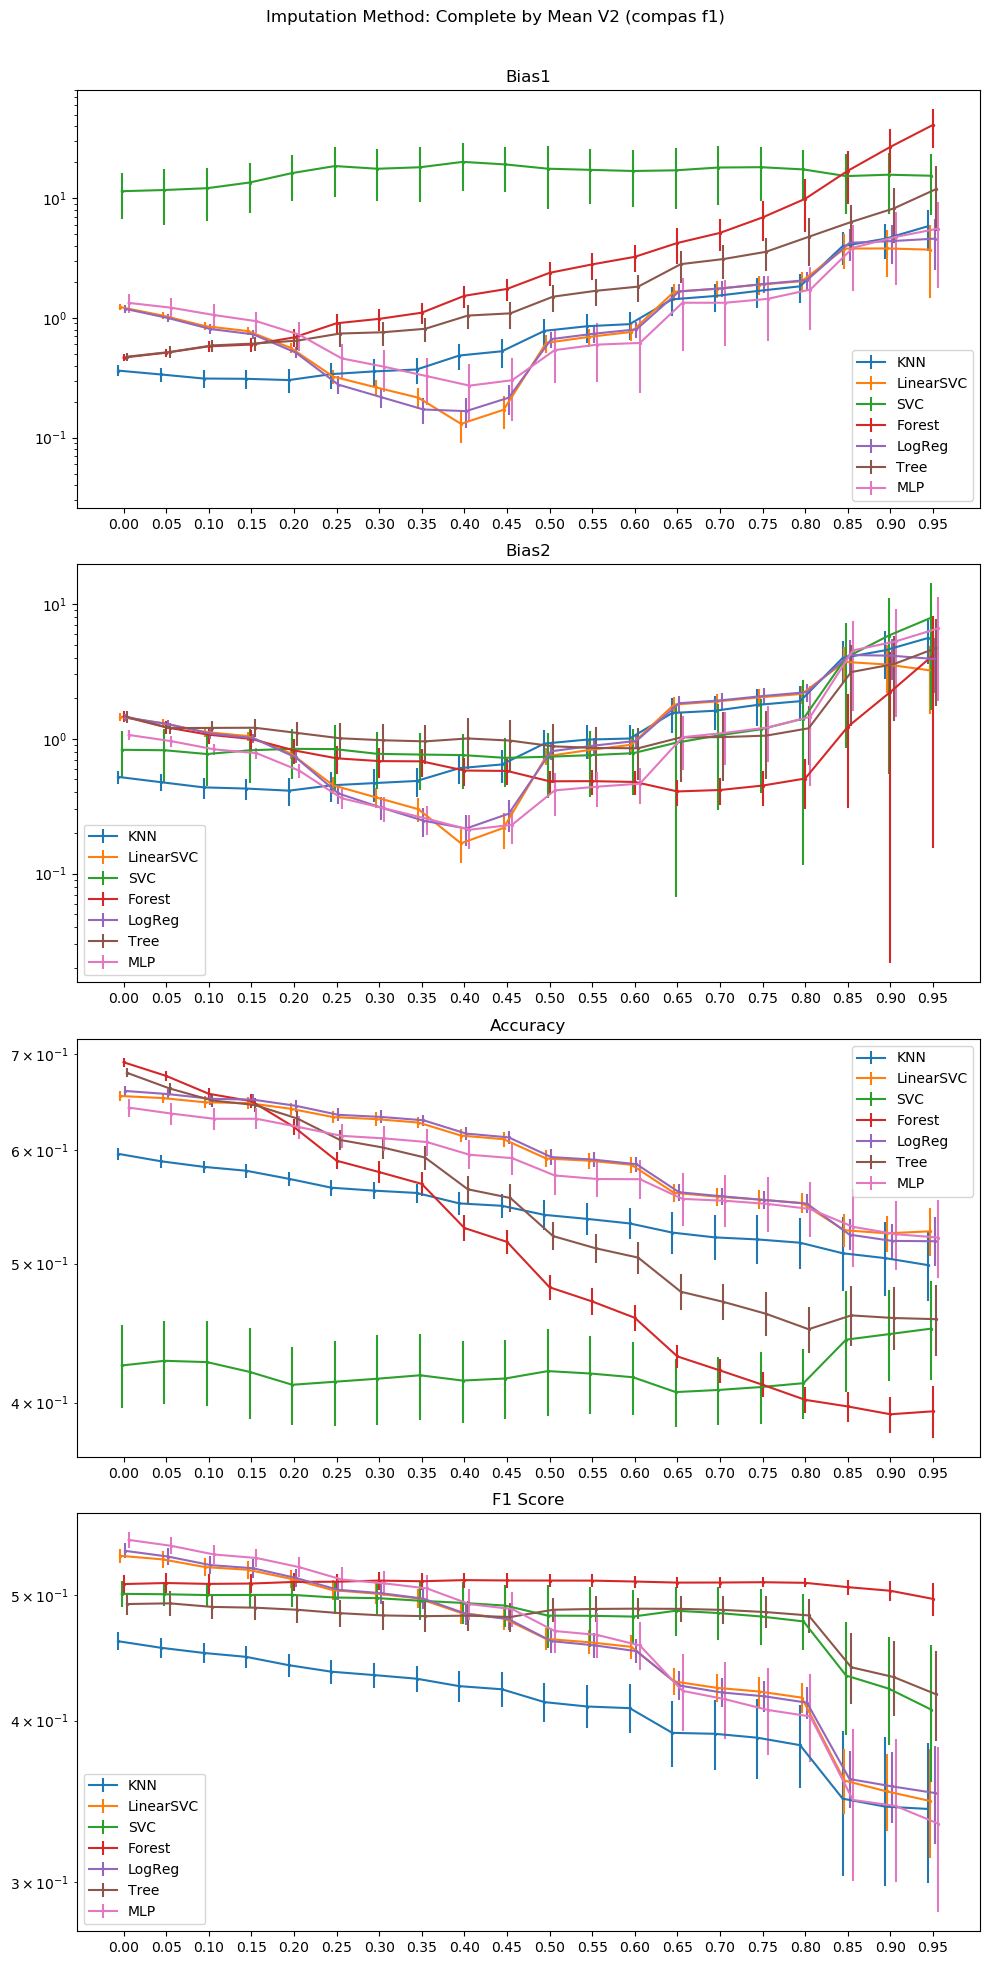 Imputation Method: Complete by Mean V2 (compas f1)
Bias1
10¹
10⁰
10⁻¹
KNN
LinearSVC
SVC
Forest
LogReg
Tree
MLP
0.00 0.05 0.10 0.15 0.20 0.25 0.30 0.35 0.40 0.45 0.50 0.55 0.60 0.65 0.70 0.75 0.80 0.85 0.90 0.95
Bias2
10¹
10⁰
10⁻¹
KNN
LinearSVC
SVC
Forest
LogReg
Tree
MLP
0.00 0.05 0.10 0.15 0.20 0.25 0.30 0.35 0.40 0.45 0.50 0.55 0.60 0.65 0.70 0.75 0.80 0.85 0.90 0.95
Accuracy
7 × 10⁻¹
6 × 10⁻¹
5 × 10⁻¹
4 × 10⁻¹
KNN
LinearSVC
SVC
Forest
LogReg
Tree
MLP
0.00 0.05 0.10 0.15 0.20 0.25 0.30 0.35 0.40 0.45 0.50 0.55 0.60 0.65 0.70 0.75 0.80 0.85 0.90 0.95
F1 Score
5 × 10⁻¹
4 × 10⁻¹
3 × 10⁻¹
KNN
LinearSVC
SVC
Forest
LogReg
Tree
MLP
0.00 0.05 0.10 0.15 0.20 0.25 0.30 0.35 0.40 0.45 0.50 0.55 0.60 0.65 0.70 0.75 0.80 0.85 0.90 0.95